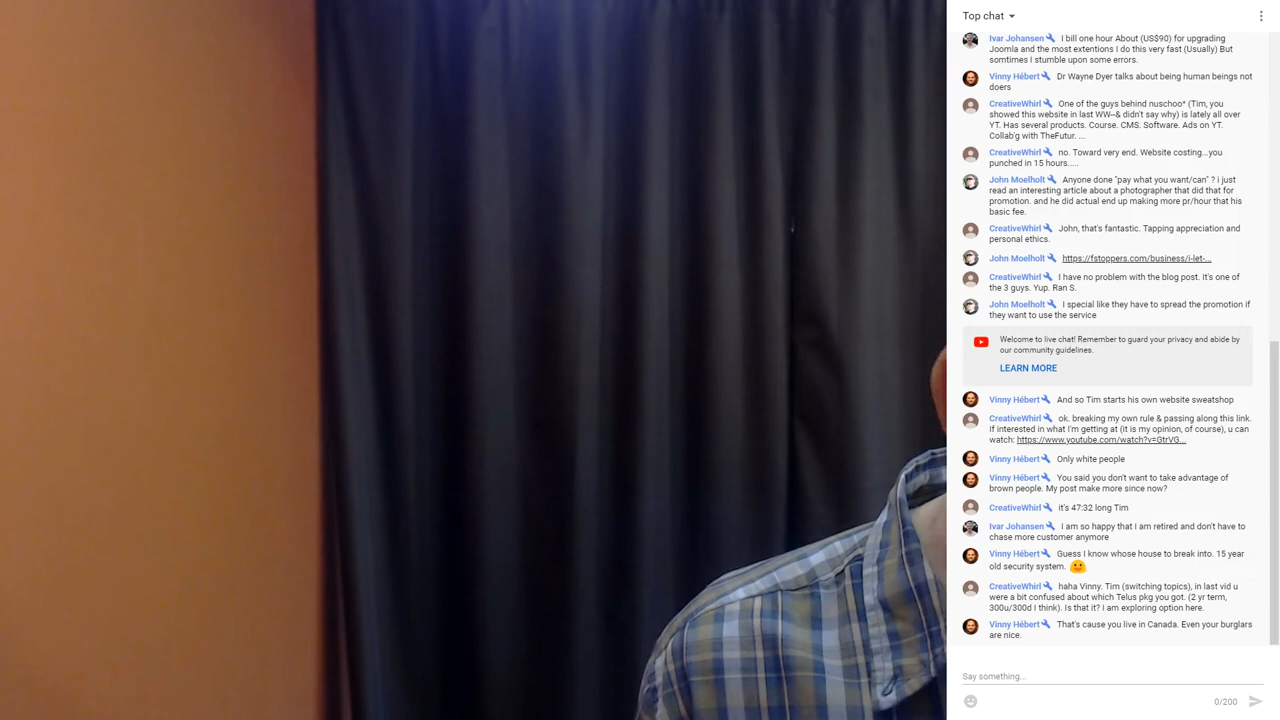 Top chat
Ivar Johansen I bill one hour About (US$90) for upgrading
Joomla and the most extentions I do this very fast (Usually) But
somtimes I stumble upon some errors.
Vinny Hébert Dr Wayne Dyer talks about being human beings not
doers
CreativeWhirl One of the guys behind nuschoo* (Tim, you
showed this website in last WW--& didn't say why) is lately all over
YT. Has several products. Course. CMS. Software. Ads on YT.
Collab'g with TheFutur. ...
CreativeWhirl no. Toward very end. Website costing...you
punched in 15 hours.....
John Moelholt Anyone done "pay what you want/can" ? i just
read an interesting article about a photographer that did that for
promotion. and he did actual end up making more pr/hour that his
basic fee.
CreativeWhirl John, that's fantastic. Tapping appreciation and
personal ethics.
John Moelholt https://fstoppers.com/business/i-let-...
CreativeWhirl I have no problem with the blog post. It's one of
the 3 guys. Yup. Ran S.
John Moelholt I special like they have to spread the promotion if
they want to use the service
Welcome to live chat! Remember to guard your privacy and abide by
our community guidelines.
LEARN MORE
Vinny Hébert And so Tim starts his own website sweatshop
CreativeWhirl ok. breaking my own rule & passing along this link.
If interested in what I'm getting at (it is my opinion, of course), u can
watch: https://www.youtube.com/watch?v=GtrVG...
Vinny Hébert Only white people
Vinny Hébert You said you don't want to take advantage of
brown people. My post make more since now?
CreativeWhirl it's 47:32 long Tim
Ivar Johansen I am so happy that I am retired and don't have to
chase more customer anymore
Vinny Hébert Guess I know whose house to break into. 15 year
old security system.
CreativeWhirl haha Vinny. Tim (switching topics), in last vid u
were a bit confused about which Telus pkg you got. (2 yr term,
300u/300d I think). Is that it? I am exploring option here.
Vinny Hébert That's cause you live in Canada. Even your burglars
are nice.
Say something...
0/200